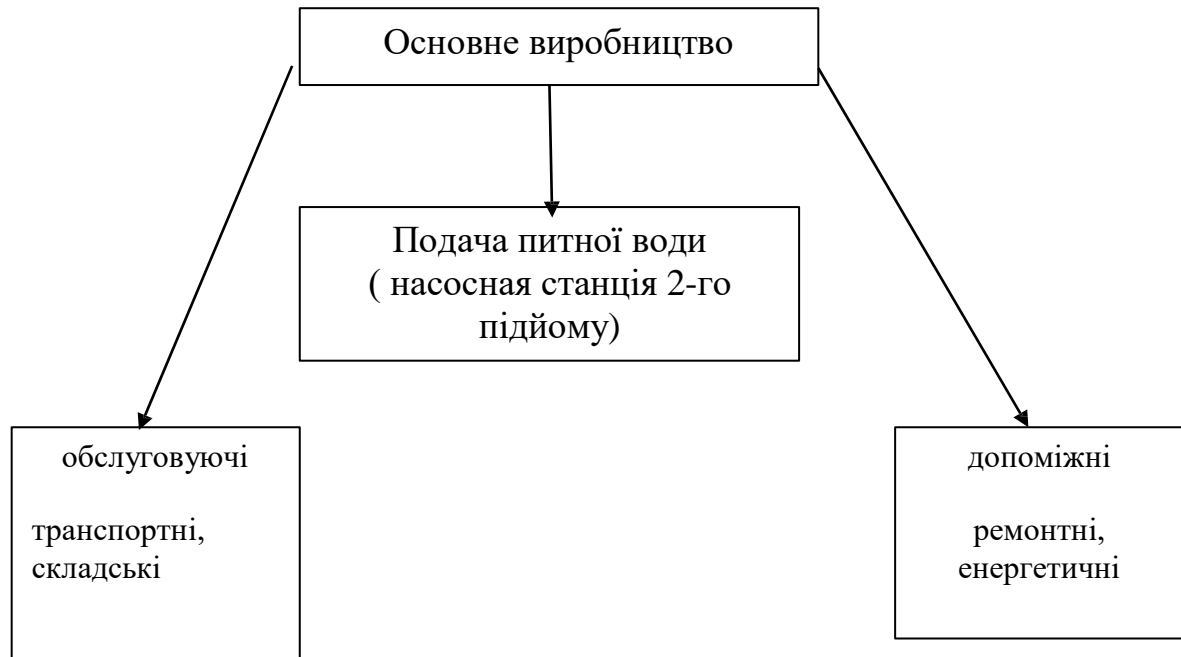 Основне виробництво
Подача питної води
( насосная станція 2-го
підйому)
обслуговуючі
транспортні,
складські
допоміжні
ремонтні,
енергетичні